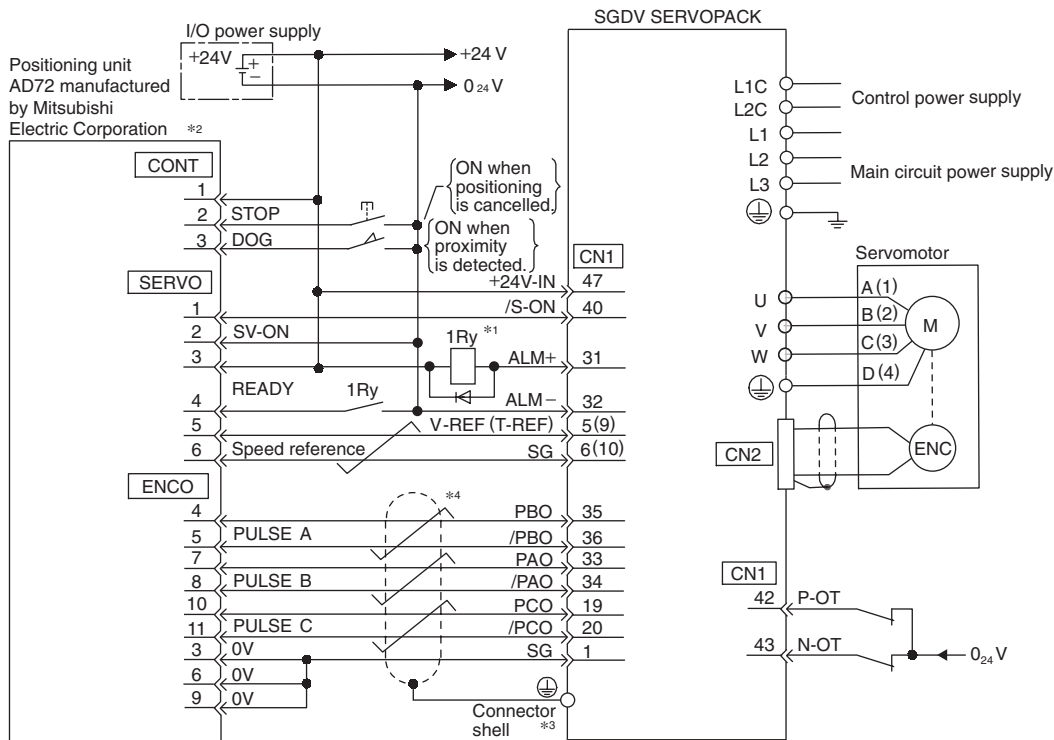 I/O power supply
+24V
+
−
+24 V
0 24 V
Positioning unit
AD72 manufactured
by Mitsubishi
Electric Corporation *2
CONT
1
2 STOP
3 DOG
ON when
positioning
is cancelled.
ON when
proximity
is detected.
SERVO
1
2 SV-ON
3
READY
4
5
6 Speed reference
1Ry *1
1Ry
ENCO
4
5 PULSE A
7
8 PULSE B
10
11 PULSE C
3 0V
6 0V
9 0V
*4
SGDV SERVOPACK
CN1
+24V-IN 47
/S-ON 40
ALM+ 31
ALM− 32
V-REF (T-REF) 5(9)
SG 6(10)
PBO 35
/PBO 36
PAO 33
/PAO 34
PCO 19
/PCO 20
SG 1
Connector
shell *3
L1C
L2C
Control power supply
L1
L2
L3
Main circuit power supply
Servomotor
U A(1)
V B(2)
W C(3)
D(4)
M
CN2
ENC
CN1
42 P-OT
43 N-OT
0 24 V